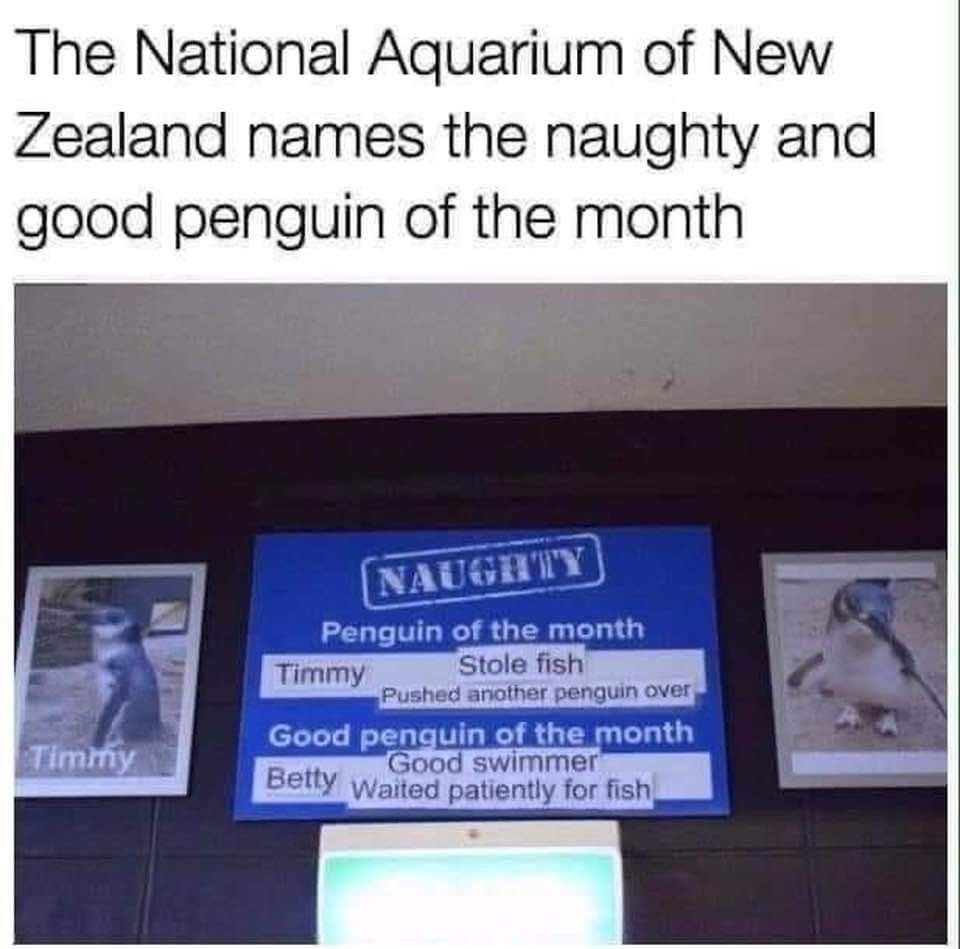 The National Aquarium of New
Zealand names the naughty and
good penguin of the month
NAUGHTY
Penguin of the month
Timmy Stole fish
Pushed another penguin over
Good penguin of the month
Betty Good swimmer
Waited patiently for fish
Timmy